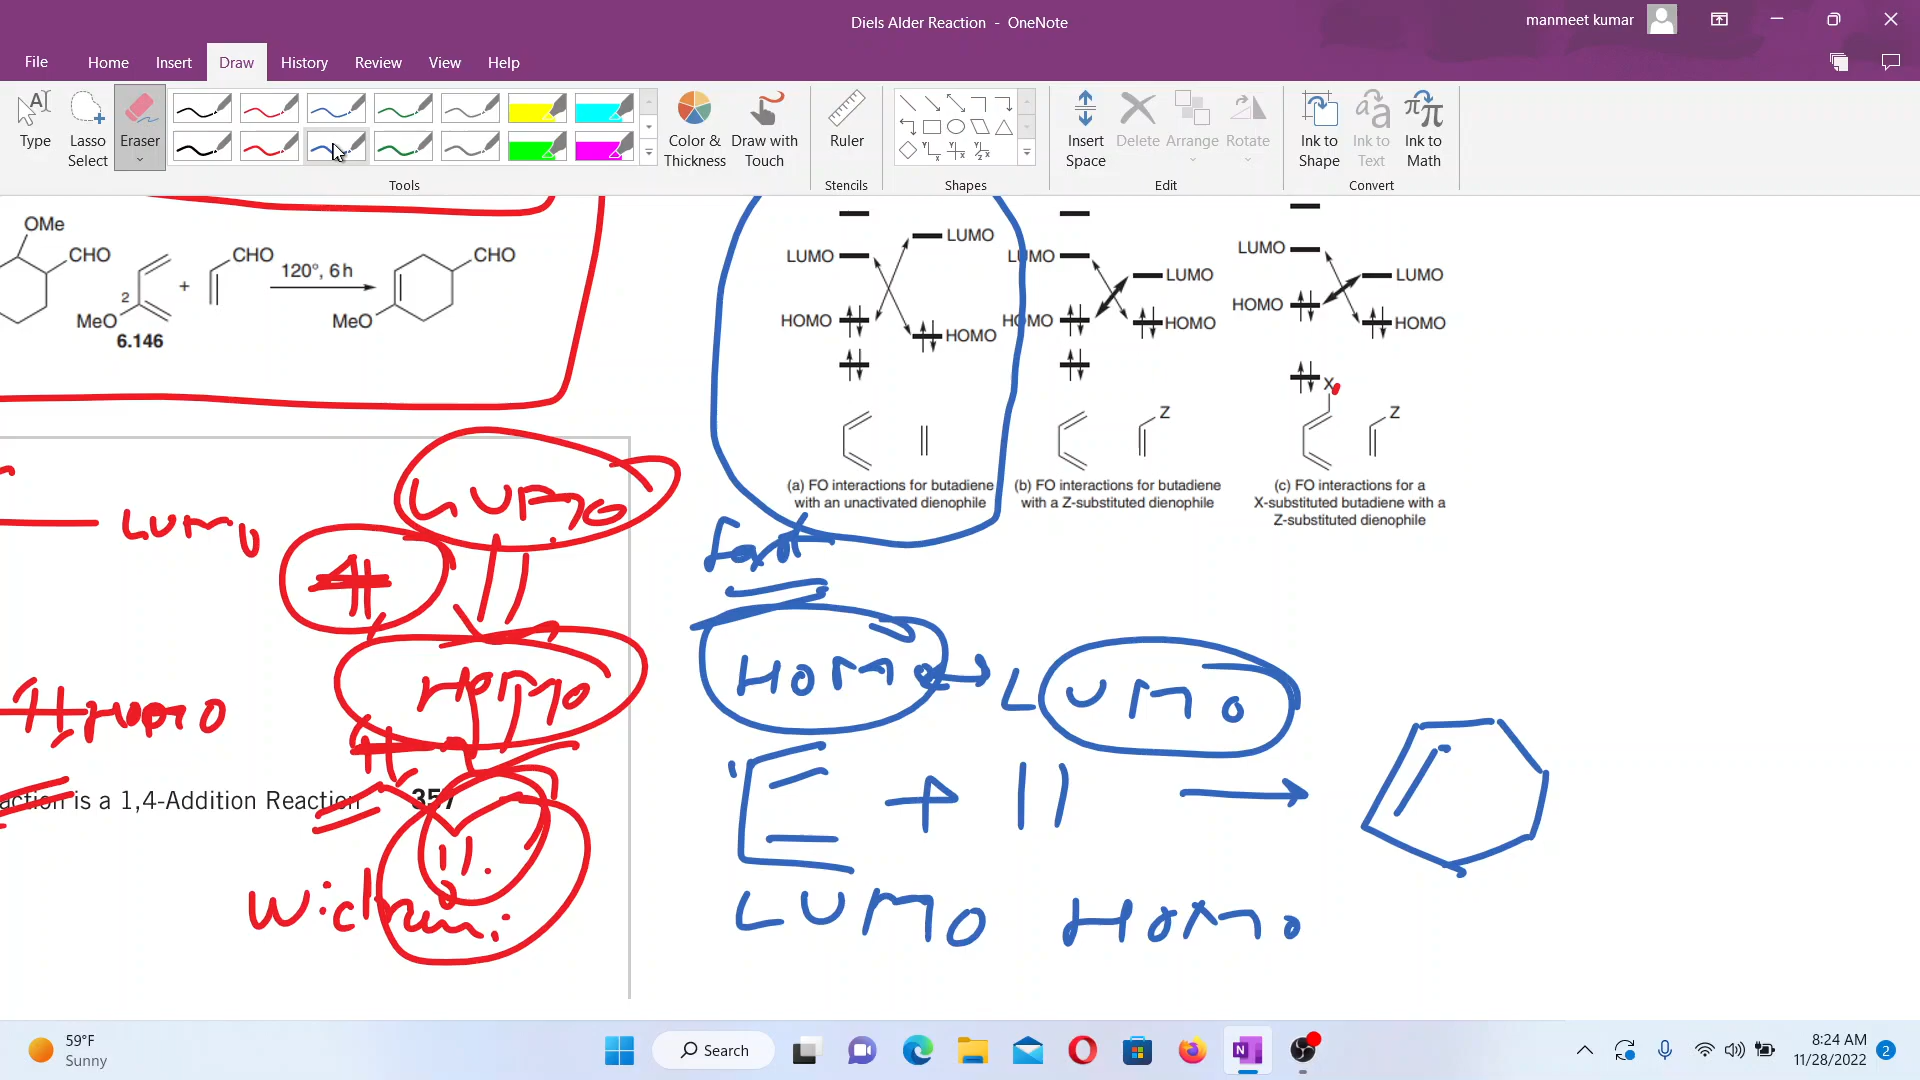 Diels Alder Reaction - OneNote
manmeet kumar
File Home Insert Draw History Review View Help
Type
Lasso Select
Eraser
Color & Thickness
Draw with Touch
Ruler
Insert Space
Delete
Arrange
Rotate
Ink to Shape
Ink to Text
Ink to Math
Tools
Stencils
Shapes
Edit
Convert
OMe
CHO
2
MeO
+
CHO
120°, 6 h
CHO
MeO
6.146
LUMO
LUMO
HOMO
HOMO
LUMO
LUMO
HOMO
HOMO
Z
LUMO
LUMO
HOMO
HOMO
X
Z
(a) FO interactions for butadiene
with an unactivated dienophile
(b) FO interactions for butadiene
with a Z-substituted dienophile
(c) FO interactions for a
X-substituted butadiene with a
Z-substituted dienophile
LUMO
LUMO
HOMO
HOMO
LUMO
+
LUMO
HOMO
action is a 1,4-Addition Reaction 357
59°F
Sunny
Search
8:24 AM
11/28/2022
2